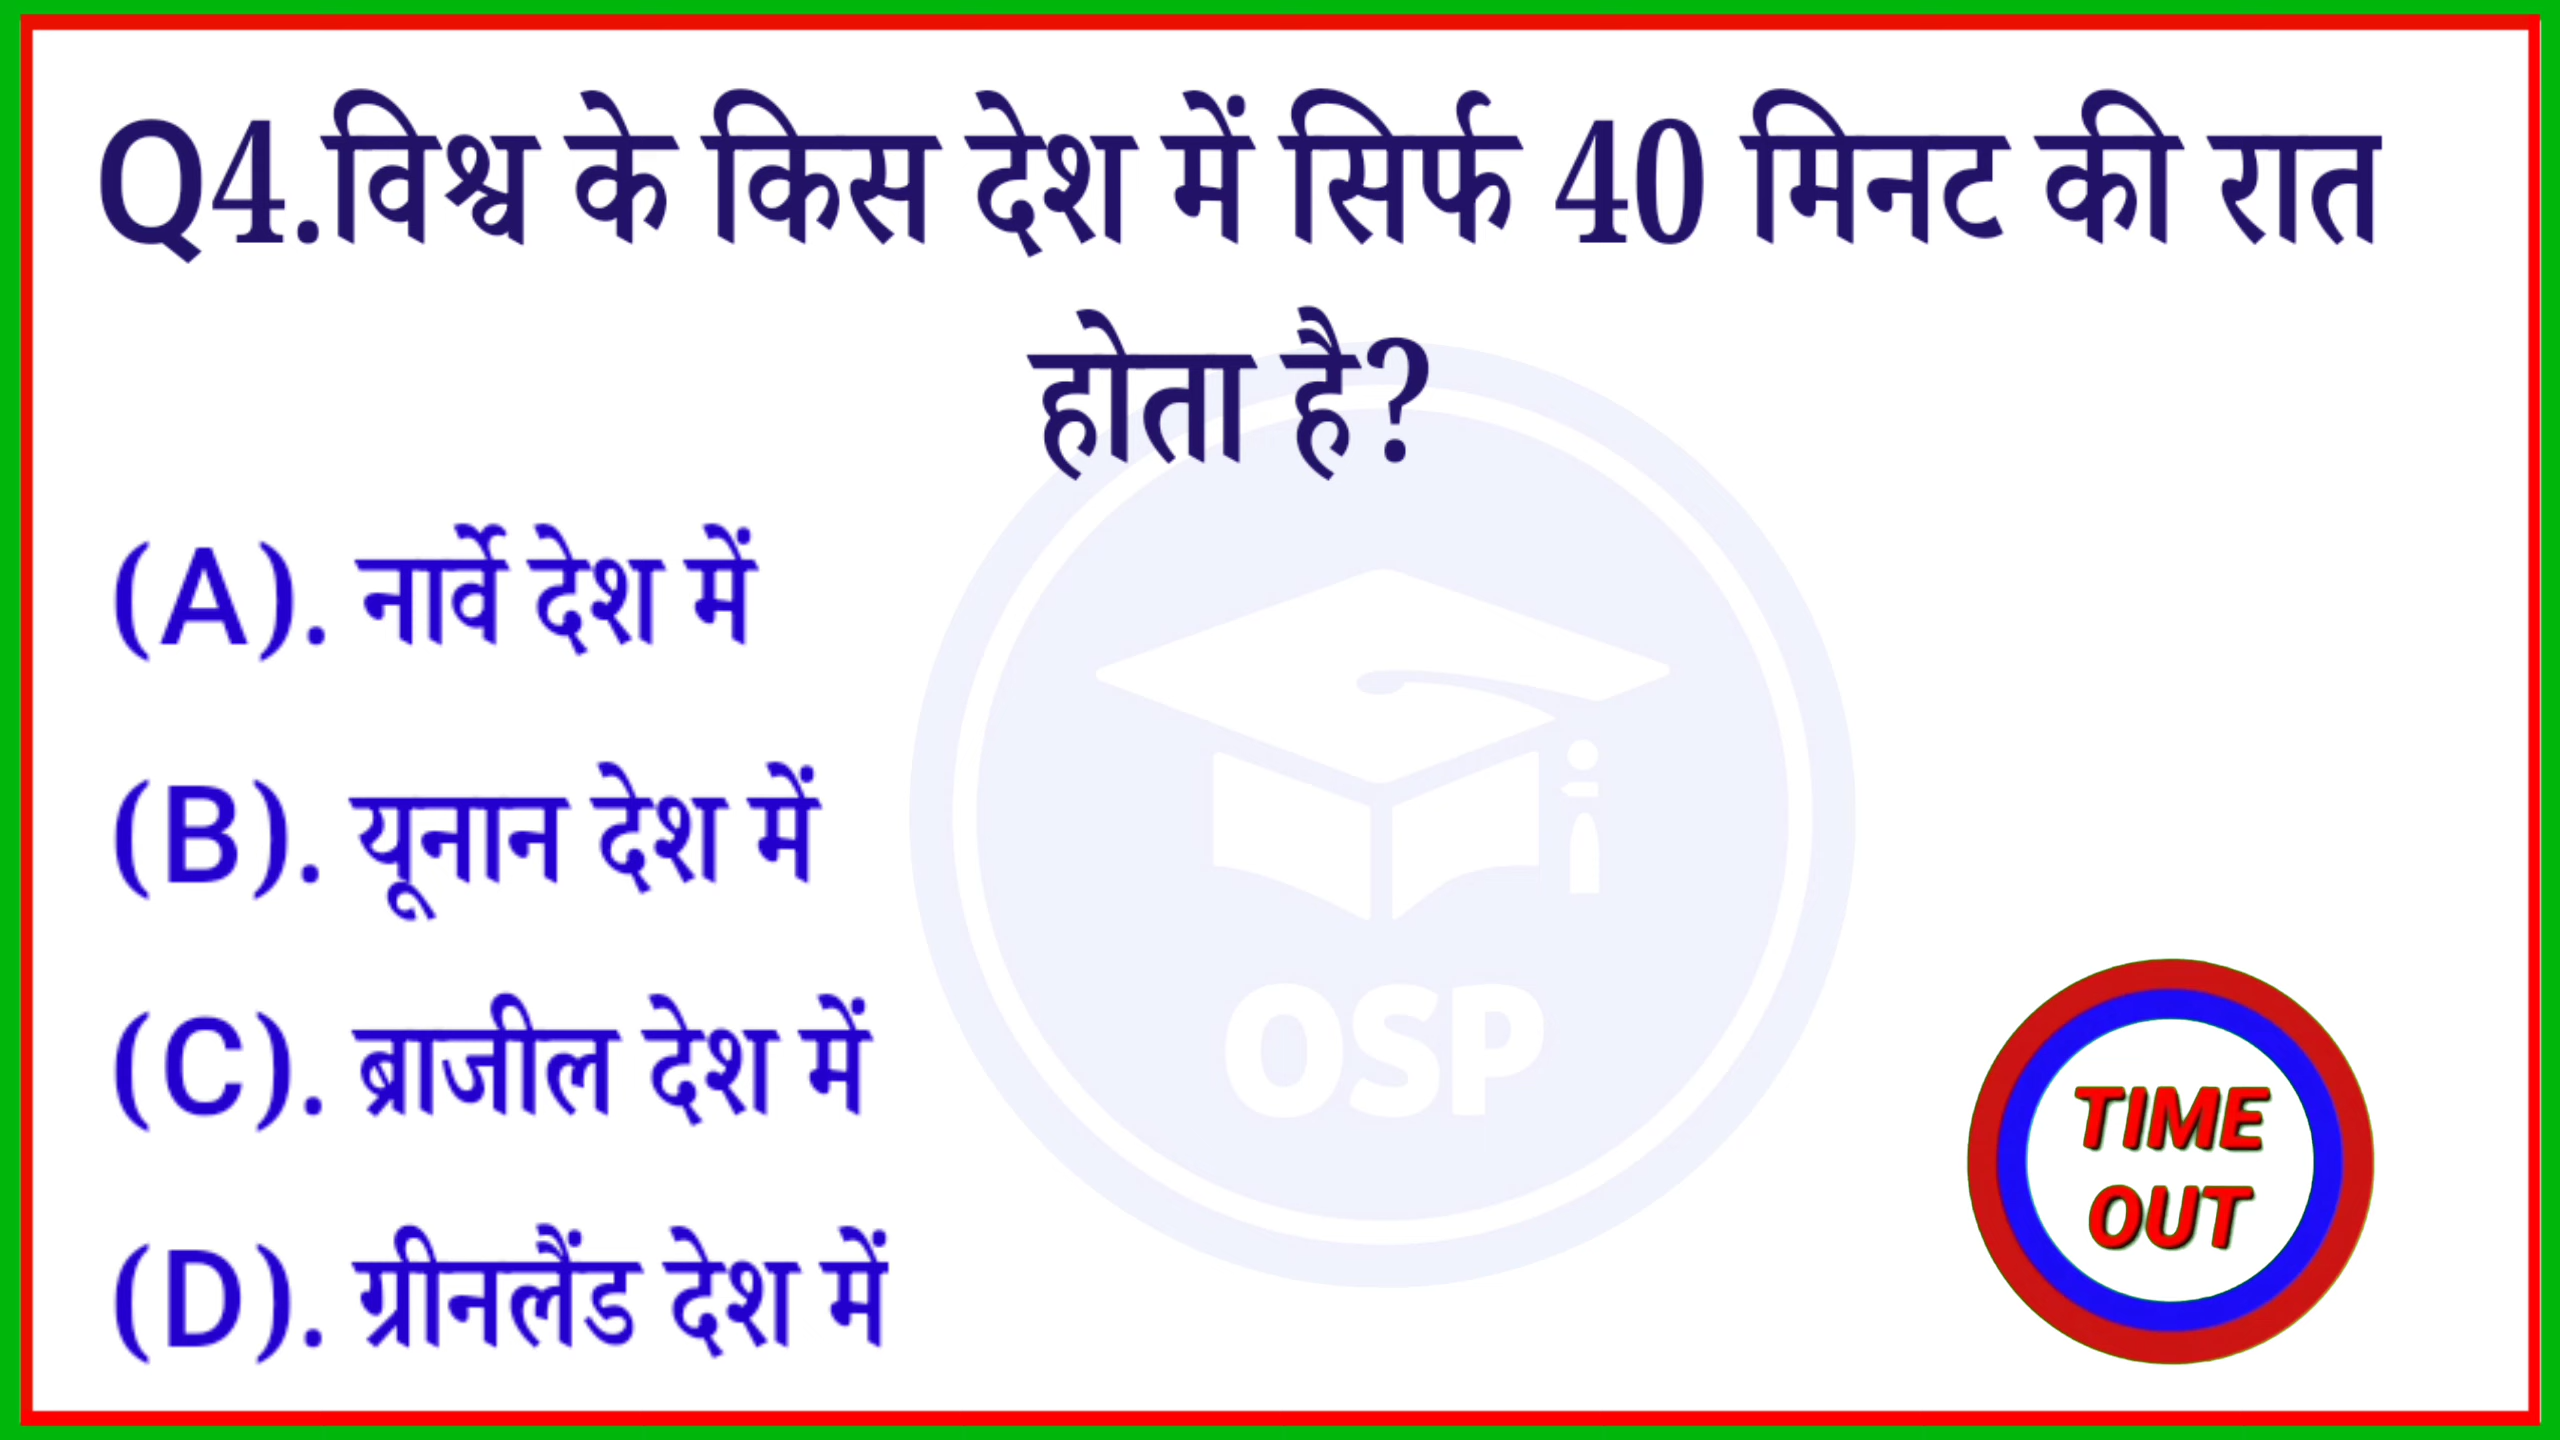 Q4.विश्व के किस देश में सिर्फ 40 मिनट की रात
होता है?
(A). नार्वे देश में
(B). यूनान देश में
(C). ब्राजील देश में
(D). ग्रीनलैंड देश में
OSP
TIME
OUT